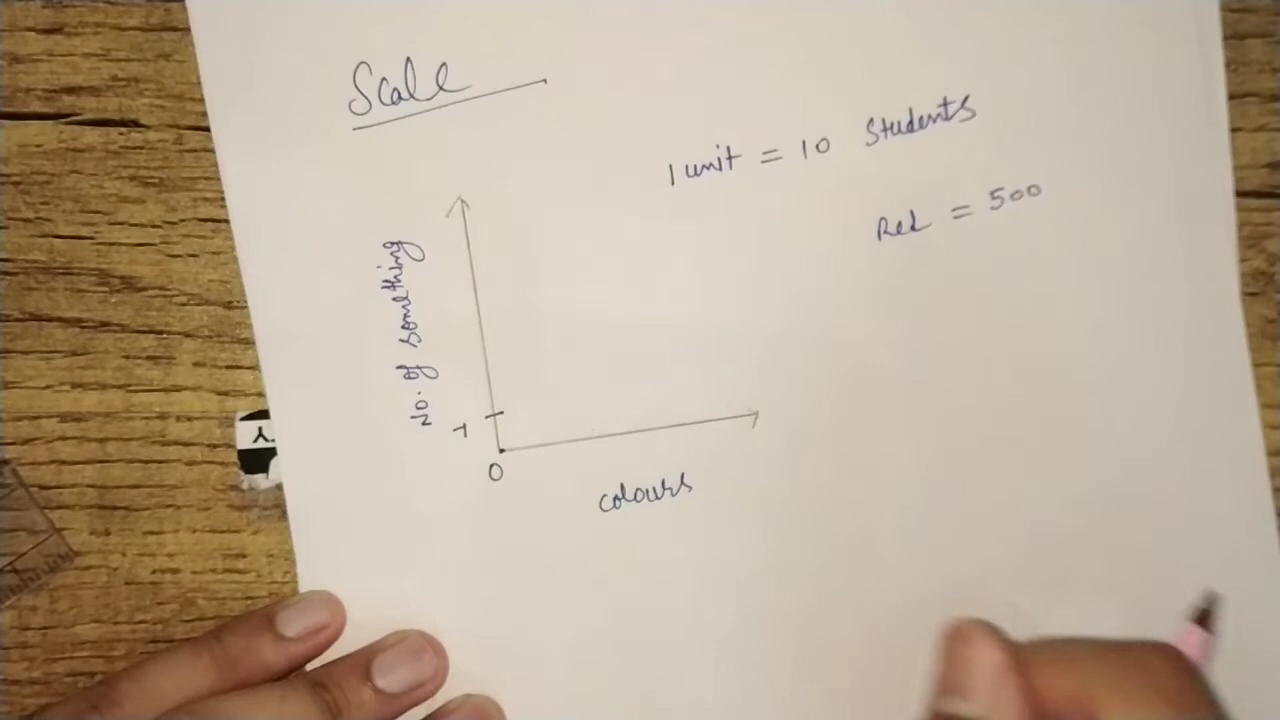 Scale
1 unit = 10 Students
Red = 500
No. of something
1
0
colours